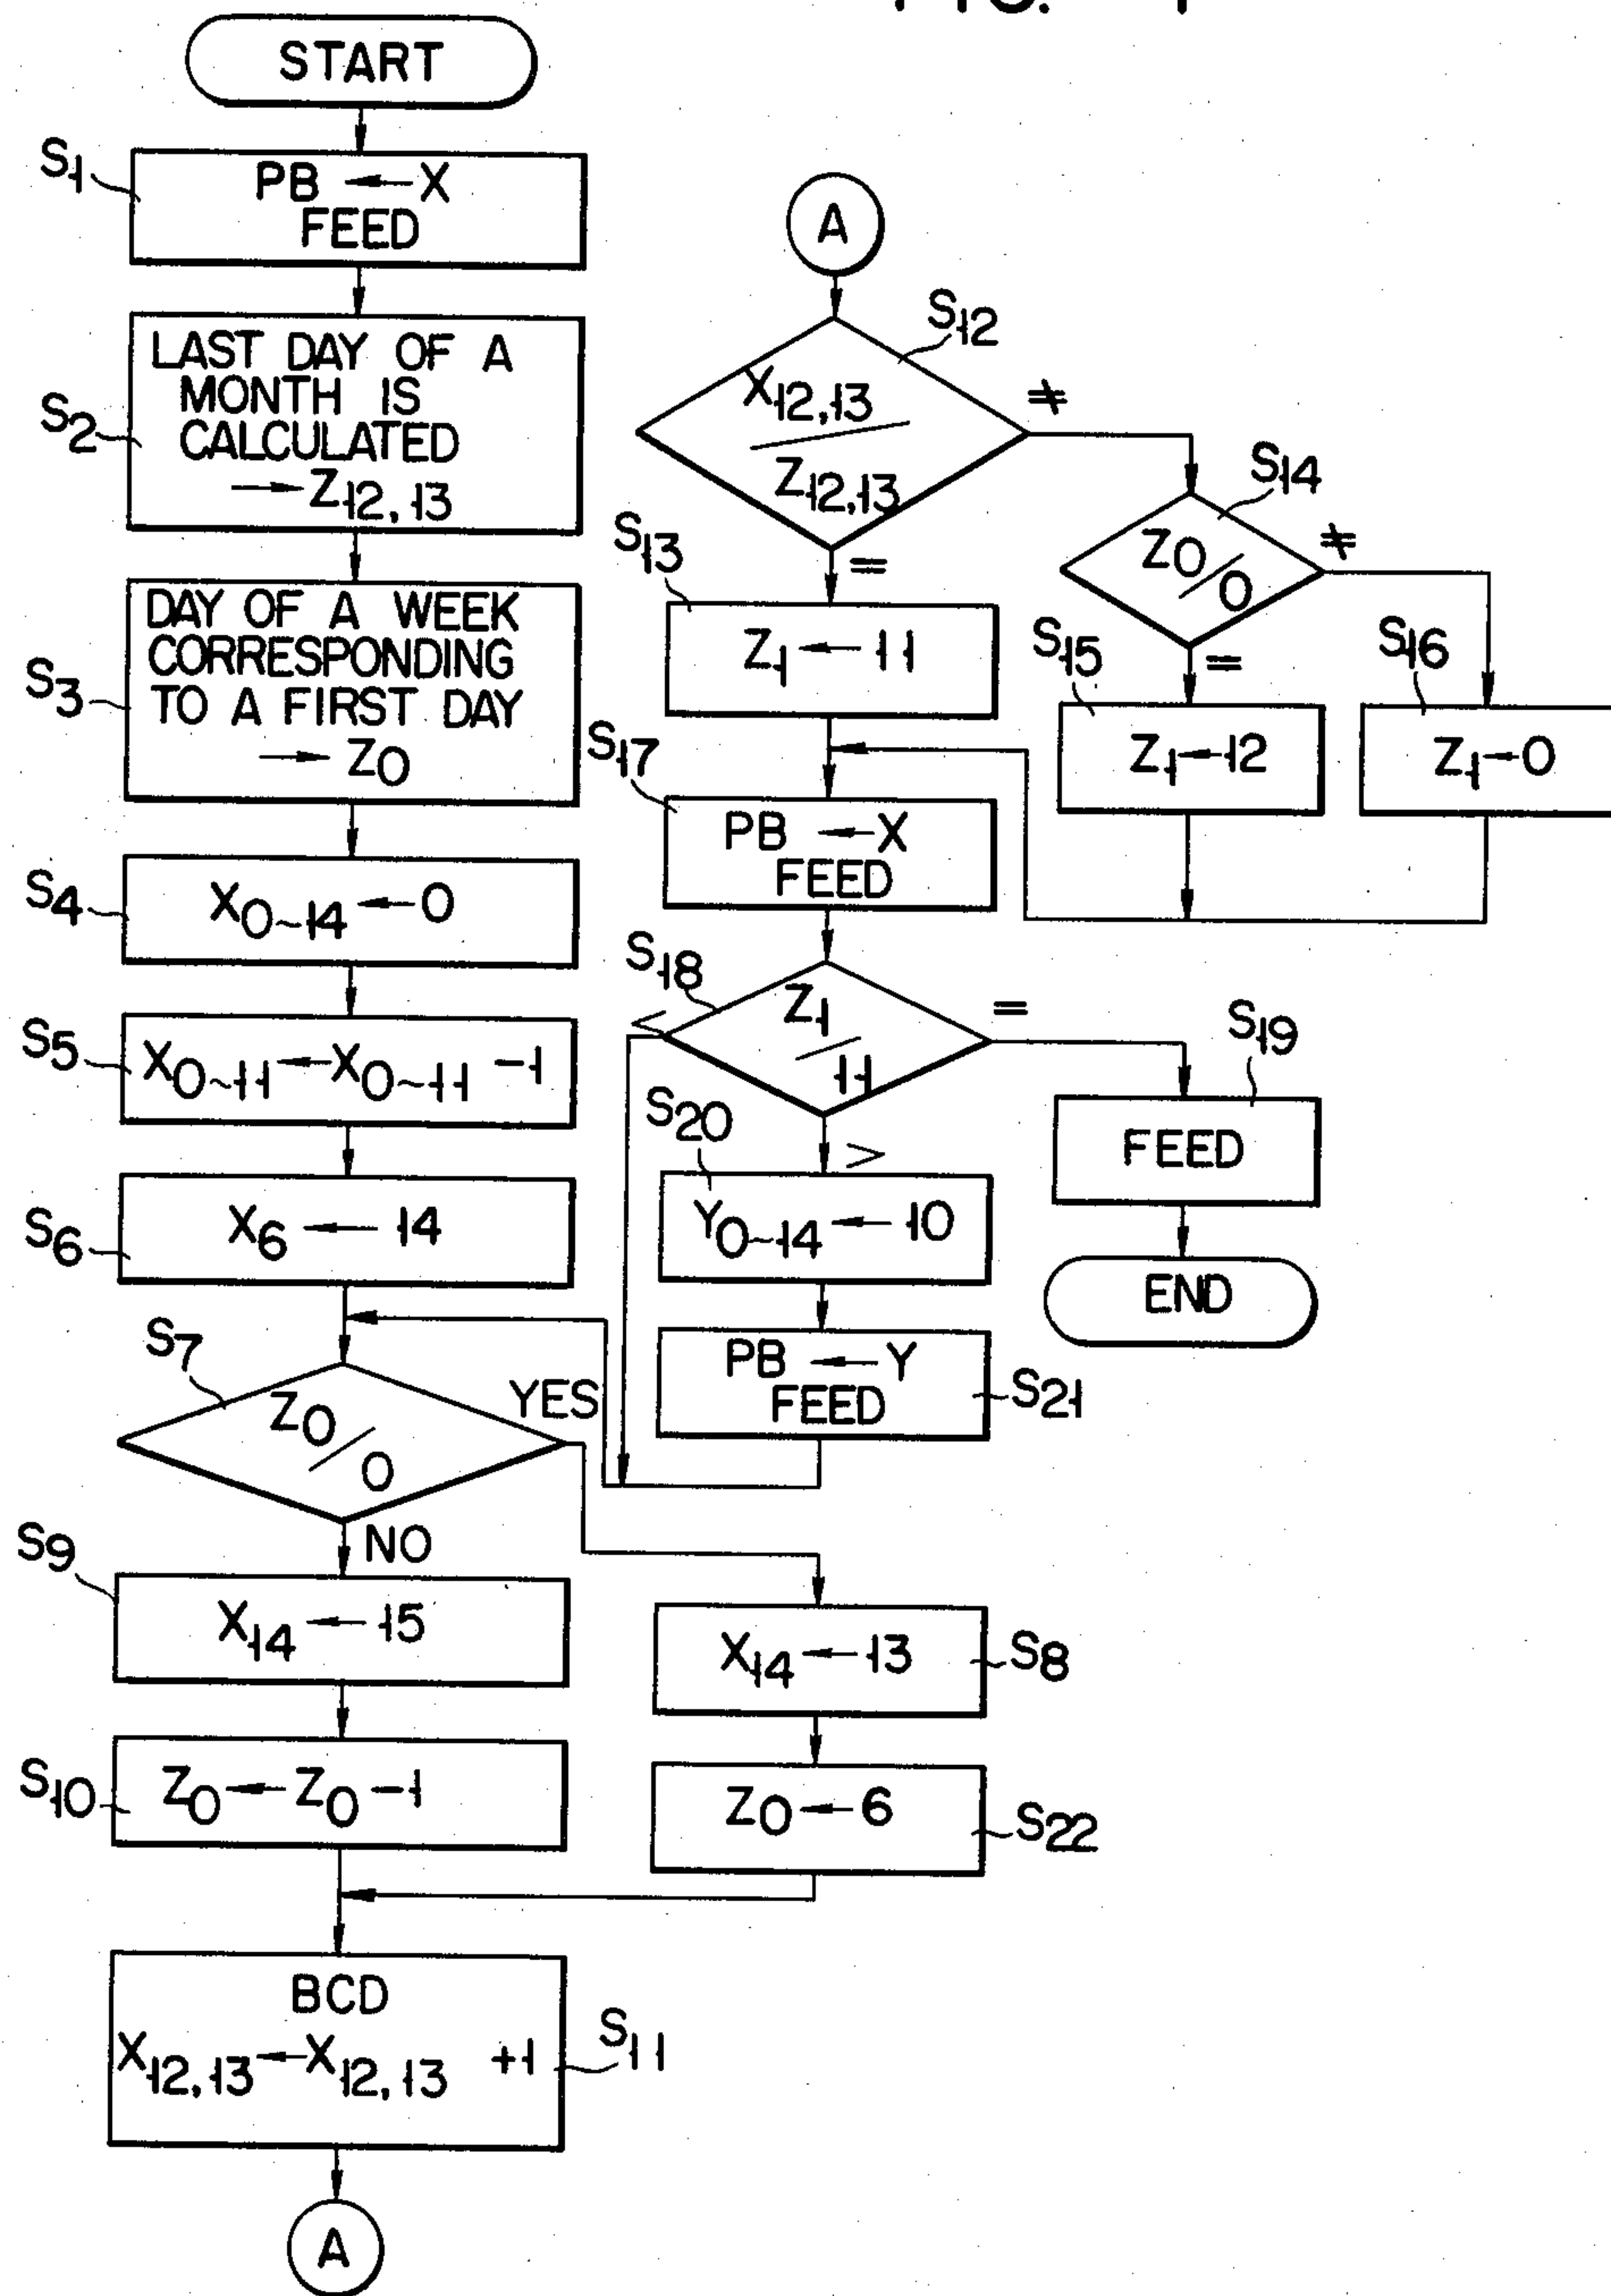 START
S1
PB ← X
FEED
S2
LAST DAY OF A
MONTH IS
CALCULATED
→ Z12, 13
S3
DAY OF A WEEK
CORRESPONDING
TO A FIRST DAY
→ Z0
S4
X0~14 ← 0
S5
X0~11 ← X0~11 -1
S6
X6 ← 14
S7
Z0/0
YES
NO
S9
X14 ← 15
S10
Z0 ← Z0 -1
BCD
X12, 13 ← X12, 13 +1
S11
A
A
S12
X12, 13
Z12, 13
≠
=
S13
Z1 ← 11
S14
Z0/0
≠
=
S15
Z1 ← 12
S16
Z1 ← 0
S17
PB ← X
FEED
S18
Z1/11
<
=
>
S19
FEED
END
S20
Y0~14 ← 10
PB ← Y
FEED
S21
X14 ← 13
S8
Z0 ← 6
S22